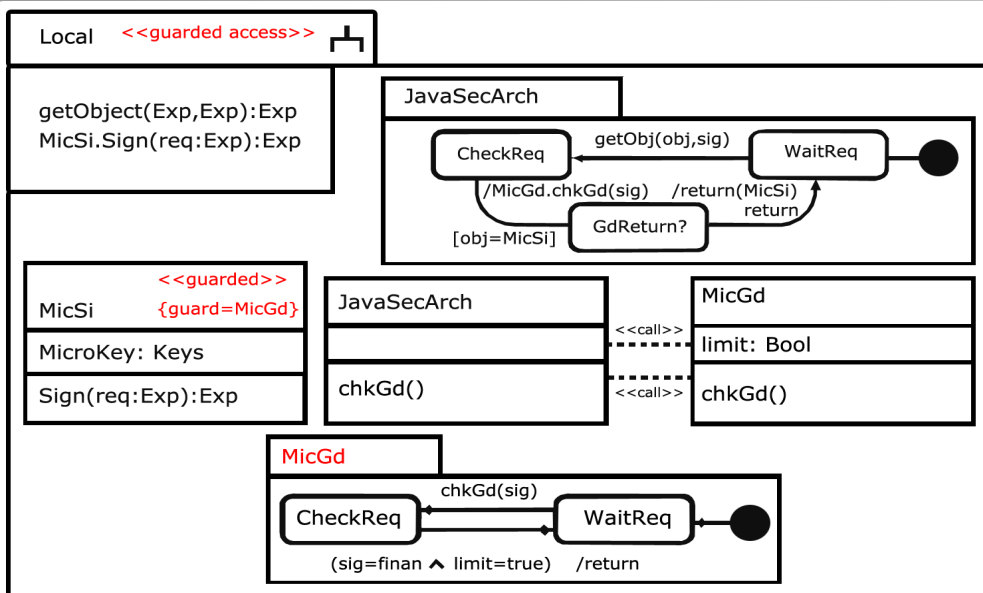 Local <<guarded access>>
getObject(Exp,Exp):Exp
MicSi.Sign(req:Exp):Exp
JavaSecArch
CheckReq
getObj(obj,sig)
WaitReq
/MicGd.chkGd(sig)
/return(MicSi)
return
GdReturn?
[obj=MicSi]
<<guarded>>
MicSi {guard=MicGd}
MicroKey: Keys
Sign(req:Exp):Exp
JavaSecArch
chkGd()
<<call>>
<<call>>
MicGd
limit: Bool
chkGd()
MicGd
chkGd(sig)
CheckReq
WaitReq
(sig=finan ∧ limit=true) /return